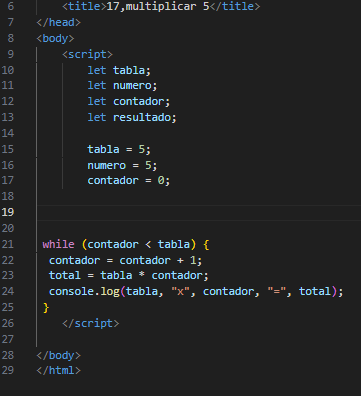 6 <title>17,multiplicar 5</title>
7 </head>
8 <body>
9 <script>
10 let tabla;
11 let numero;
12 let contador;
13 let resultado;
14
15 tabla = 5;
16 numero = 5;
17 contador = 0;
18
19
20
21 while (contador < tabla) {
22 contador = contador + 1;
23 total = tabla * contador;
24 console.log(tabla, "x", contador, "=", total);
25 }
26 </script>
27
28 </body>
29 </html>